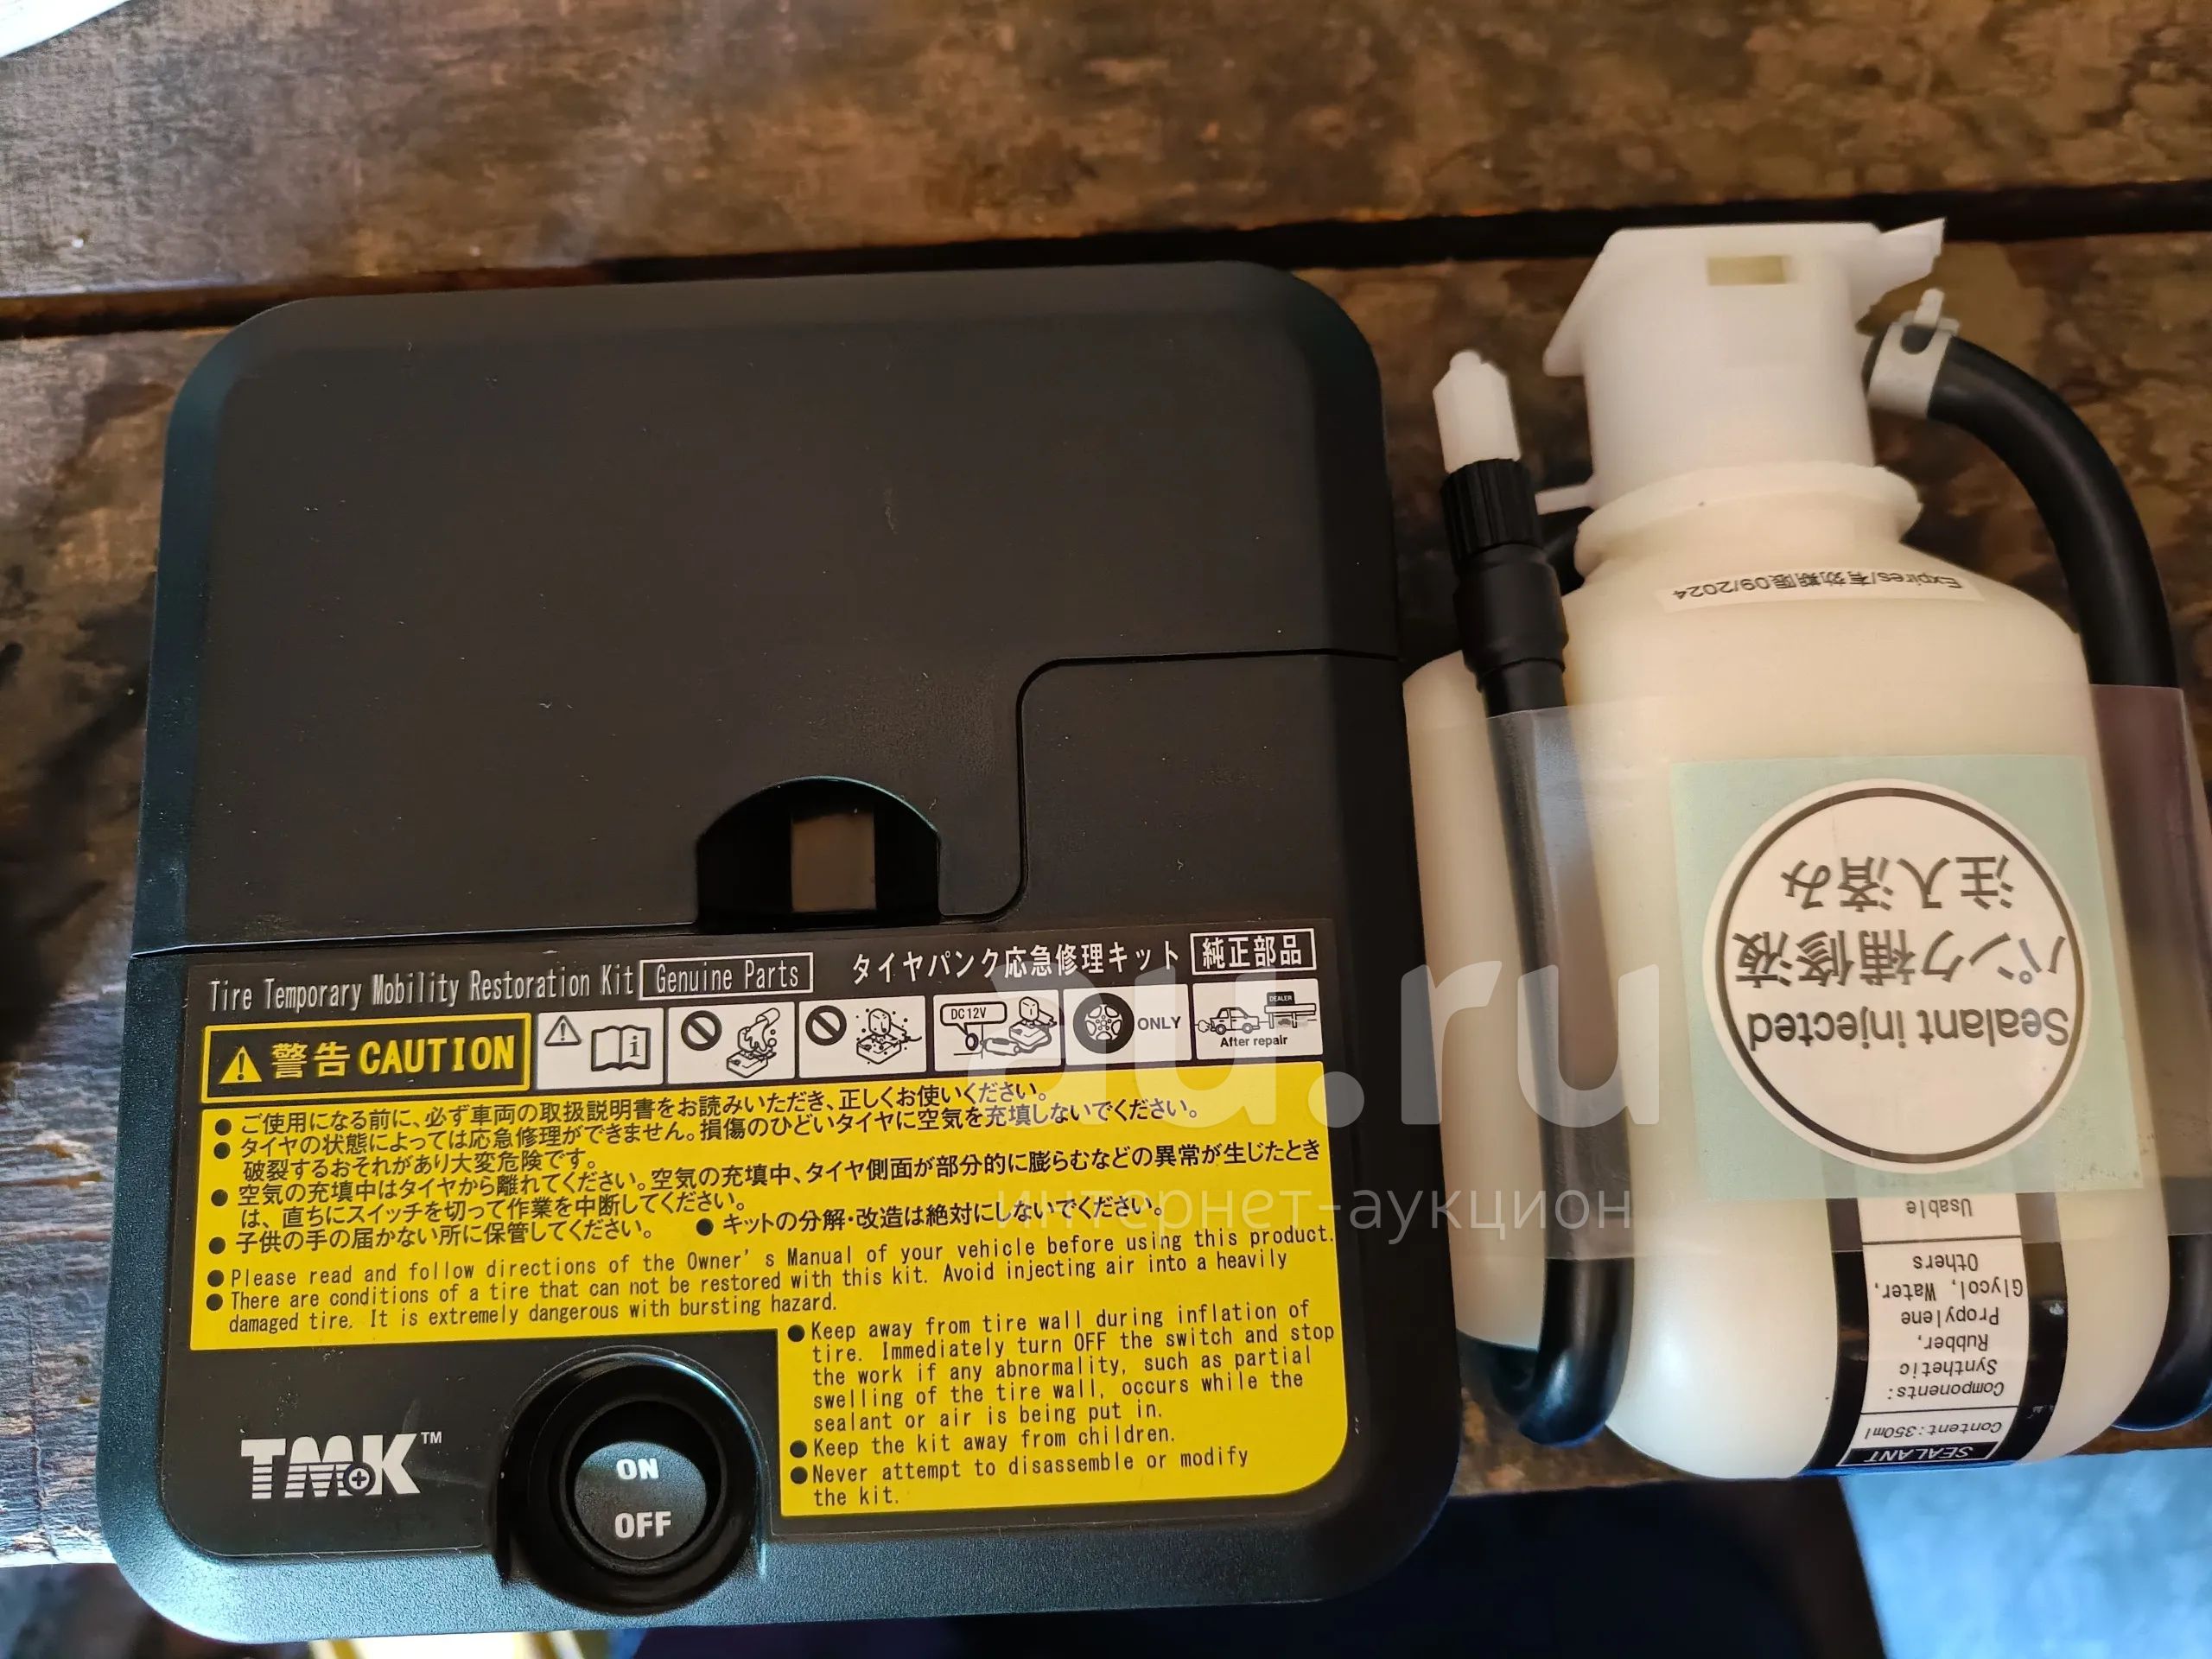 Tire Temporary Mobility Restoration Kit Genuine Parts
タイヤパンク応急修理キット 純正部品
警告 CAUTION
DC12V
ONLY
DEALER
After repair
● ご使用になる前に、必ず車両の取扱説明書をお読みいただき、正しくお使いください。
● タイヤの状態によっては応急修理ができません。損傷のひどいタイヤに空気を充填しないでください。
破裂するおそれがあり大変危険です。
● 空気の充填中はタイヤから離れてください。空気の充填中、タイヤ側面が部分的に膨らむなどの異常が生じたとき
は、直ちにスイッチを切って作業を中断してください。
● 子供の手の届かない所に保管してください。 ● キットの分解・改造は絶対にしないでください。
● Please read and follow directions of the Owner's Manual of your vehicle before using this product.
● There are conditions of a tire that can not be restored with this kit. Avoid injecting air into a heavily
damaged tire. It is extremely dangerous with bursting hazard.
● Keep away from tire wall during inflation of
tire. Immediately turn OFF the switch and stop
the work if any abnormality, such as partial
swelling of the tire wall, occurs while the
sealant or air is being put in.
● Keep the kit away from children.
● Never attempt to disassemble or modify
the kit.
TMK™
ON
OFF
Expires/有効期限09/2024
Sealant injected
パンク補修液
注入済み
SEALANT
Content:350ml
Components:
Synthetic
Rubber,
Propylene
Glycol, Water,
Others
Usable
au.ru
интернет-аукцион